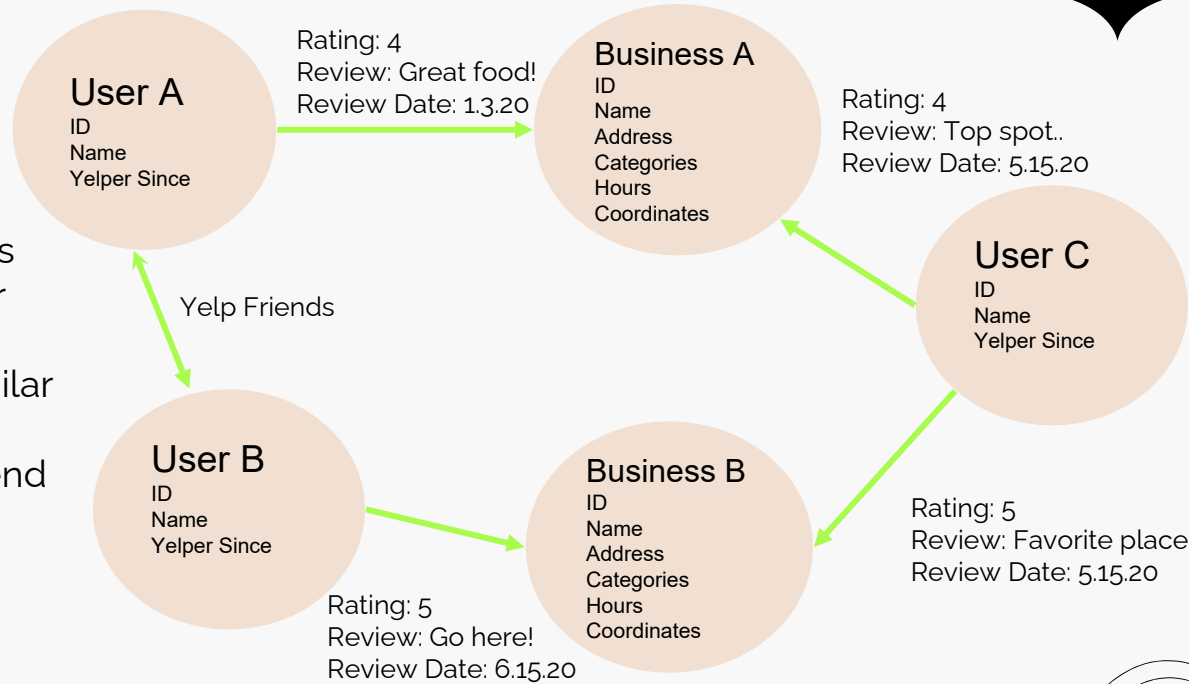 Rating: 4
Review: Great food!
Review Date: 1.3.20
User A
ID
Name
Yelper Since
Business A
ID
Name
Address
Categories
Hours
Coordinates
Rating: 4
Review: Top spot..
Review Date: 5.15.20
User C
ID
Name
Yelper Since
Yelp Friends
User B
ID
Name
Yelper Since
Business B
ID
Name
Address
Categories
Hours
Coordinates
Rating: 5
Review: Favorite place
Review Date: 5.15.20
Rating: 5
Review: Go here!
Review Date: 6.15.20